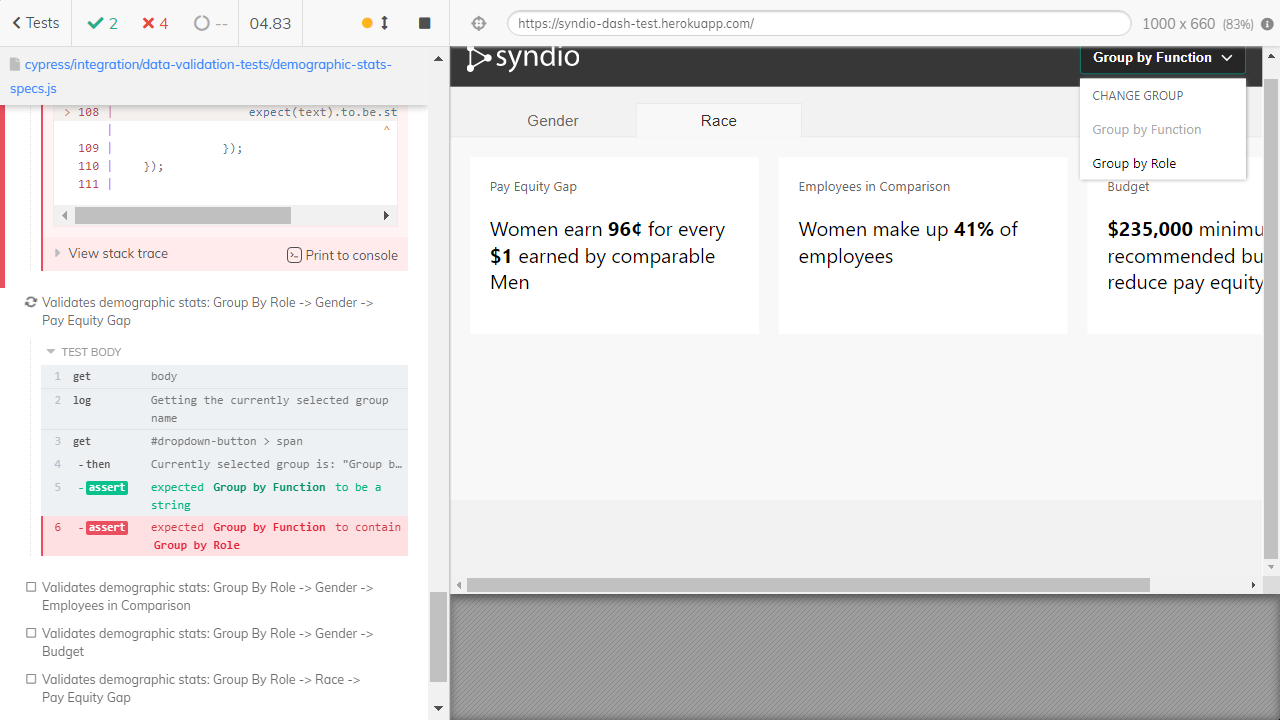 Tests
2
4
--
04.83
https://syndio-dash-test.herokuapp.com/
1000 x 660 (83%)
cypress/integration/data-validation-tests/demographic-stats-
specs.js
> 108 | expect(text).to.be.st
| ^
109 | });
110 | });
111 |
View stack trace
Print to console
Validates demographic stats: Group By Role -> Gender ->
Pay Equity Gap
TEST BODY
1 get body
2 log Getting the currently selected group
name
3 get #dropdown-button > span
4 -then Currently selected group is: "Group b…
5 -assert expected Group by Function to be a
string
6 -assert expected Group by Function to contain
Group by Role
Validates demographic stats: Group By Role -> Gender ->
Employees in Comparison
Validates demographic stats: Group By Role -> Gender ->
Budget
Validates demographic stats: Group By Role -> Race ->
Pay Equity Gap
syndio
Group by Function
CHANGE GROUP
Group by Function
Group by Role
Gender
Race
Pay Equity Gap
Women earn 96¢ for every
$1 earned by comparable
Men
Employees in Comparison
Women make up 41% of
employees
Budget
$235,000 minimu
recommended bu
reduce pay equity